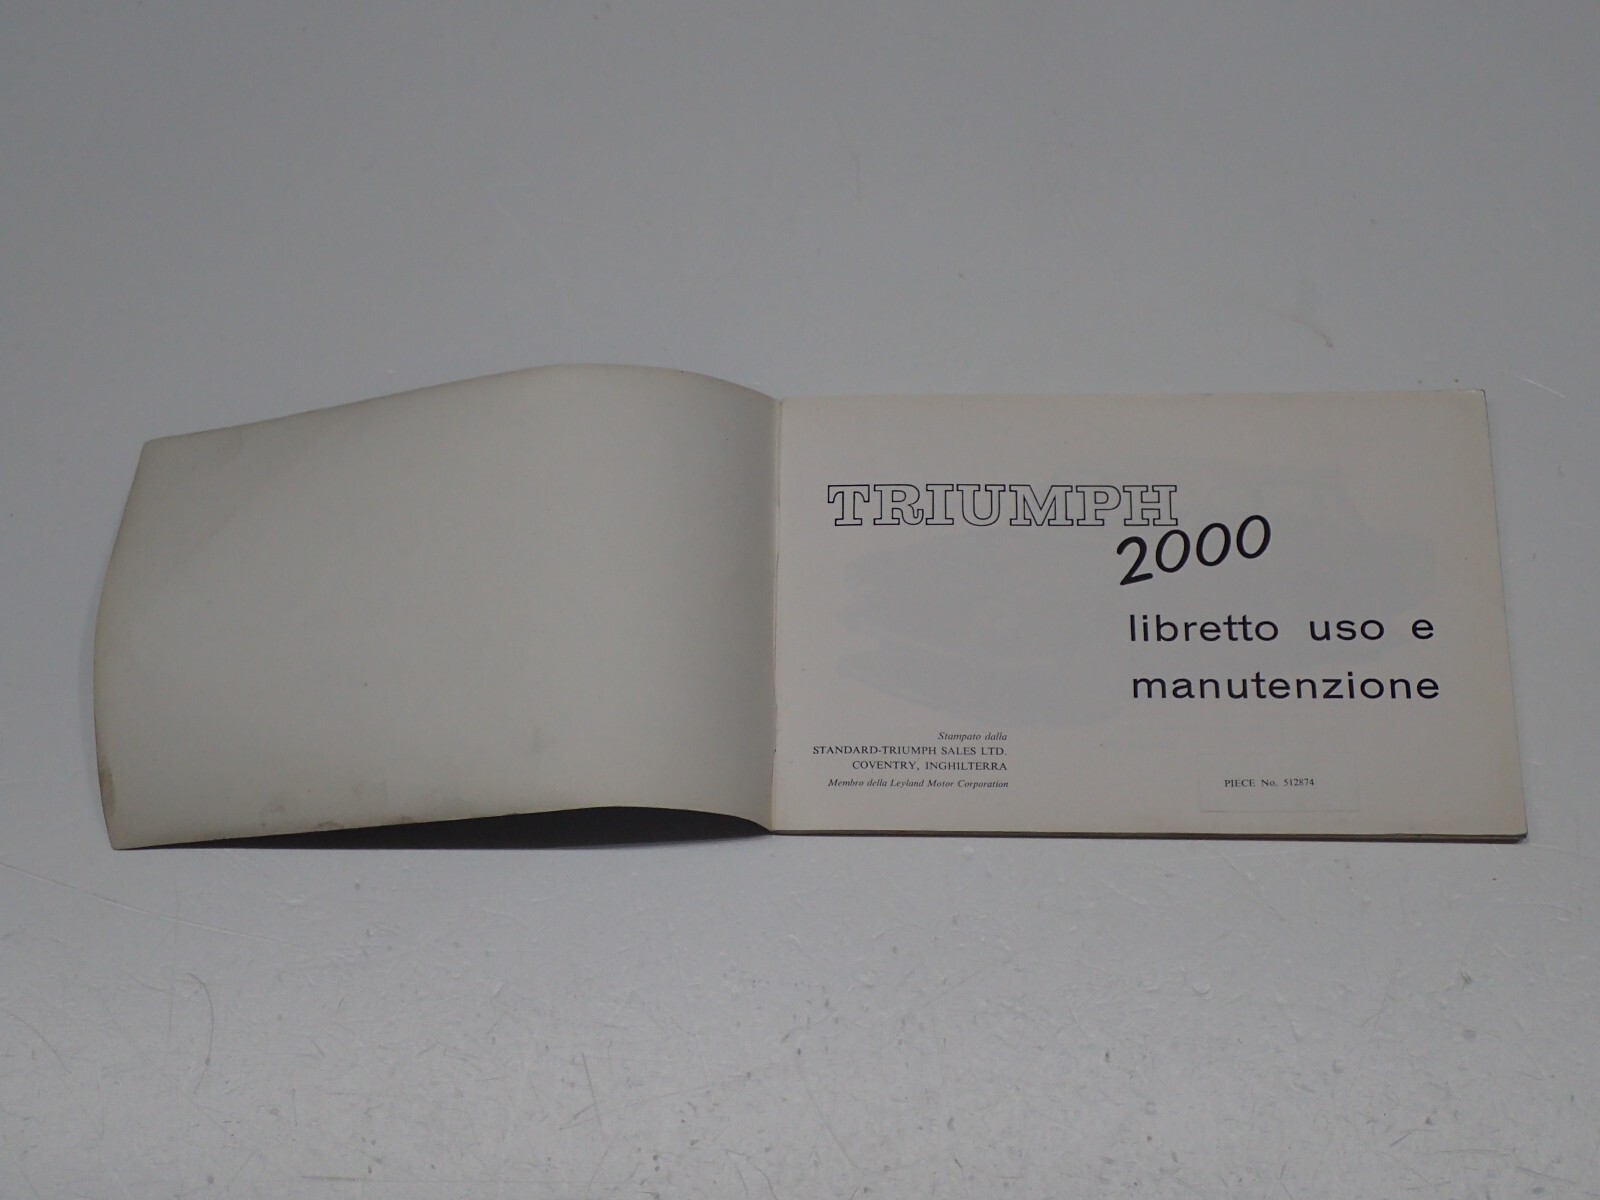 TRIUMPH
2000
libretto uso e
manutenzione
Stampato dalla
STANDARD-TRIUMPH SALES LTD.
COVENTRY, INGHILTERRA
Membro della Leyland Motor Corporation
PIECE No. 512874